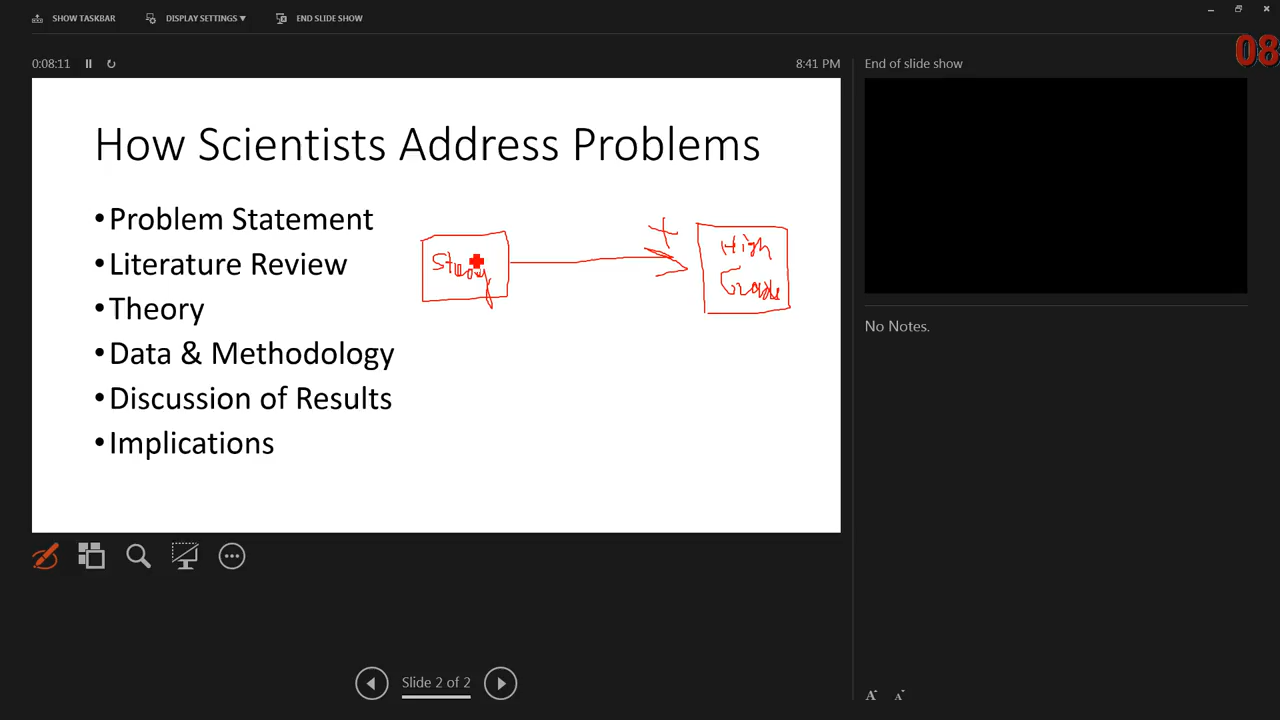 SHOW TASKBAR
DISPLAY SETTINGS ▼
END SLIDE SHOW
08
0:08:11
8:41 PM
End of slide show
How Scientists Address Problems
•Problem Statement
•Literature Review
•Theory
•Data & Methodology
•Discussion of Results
•Implications
+
High
Grade
No Notes.
Slide 2 of 2
A
A